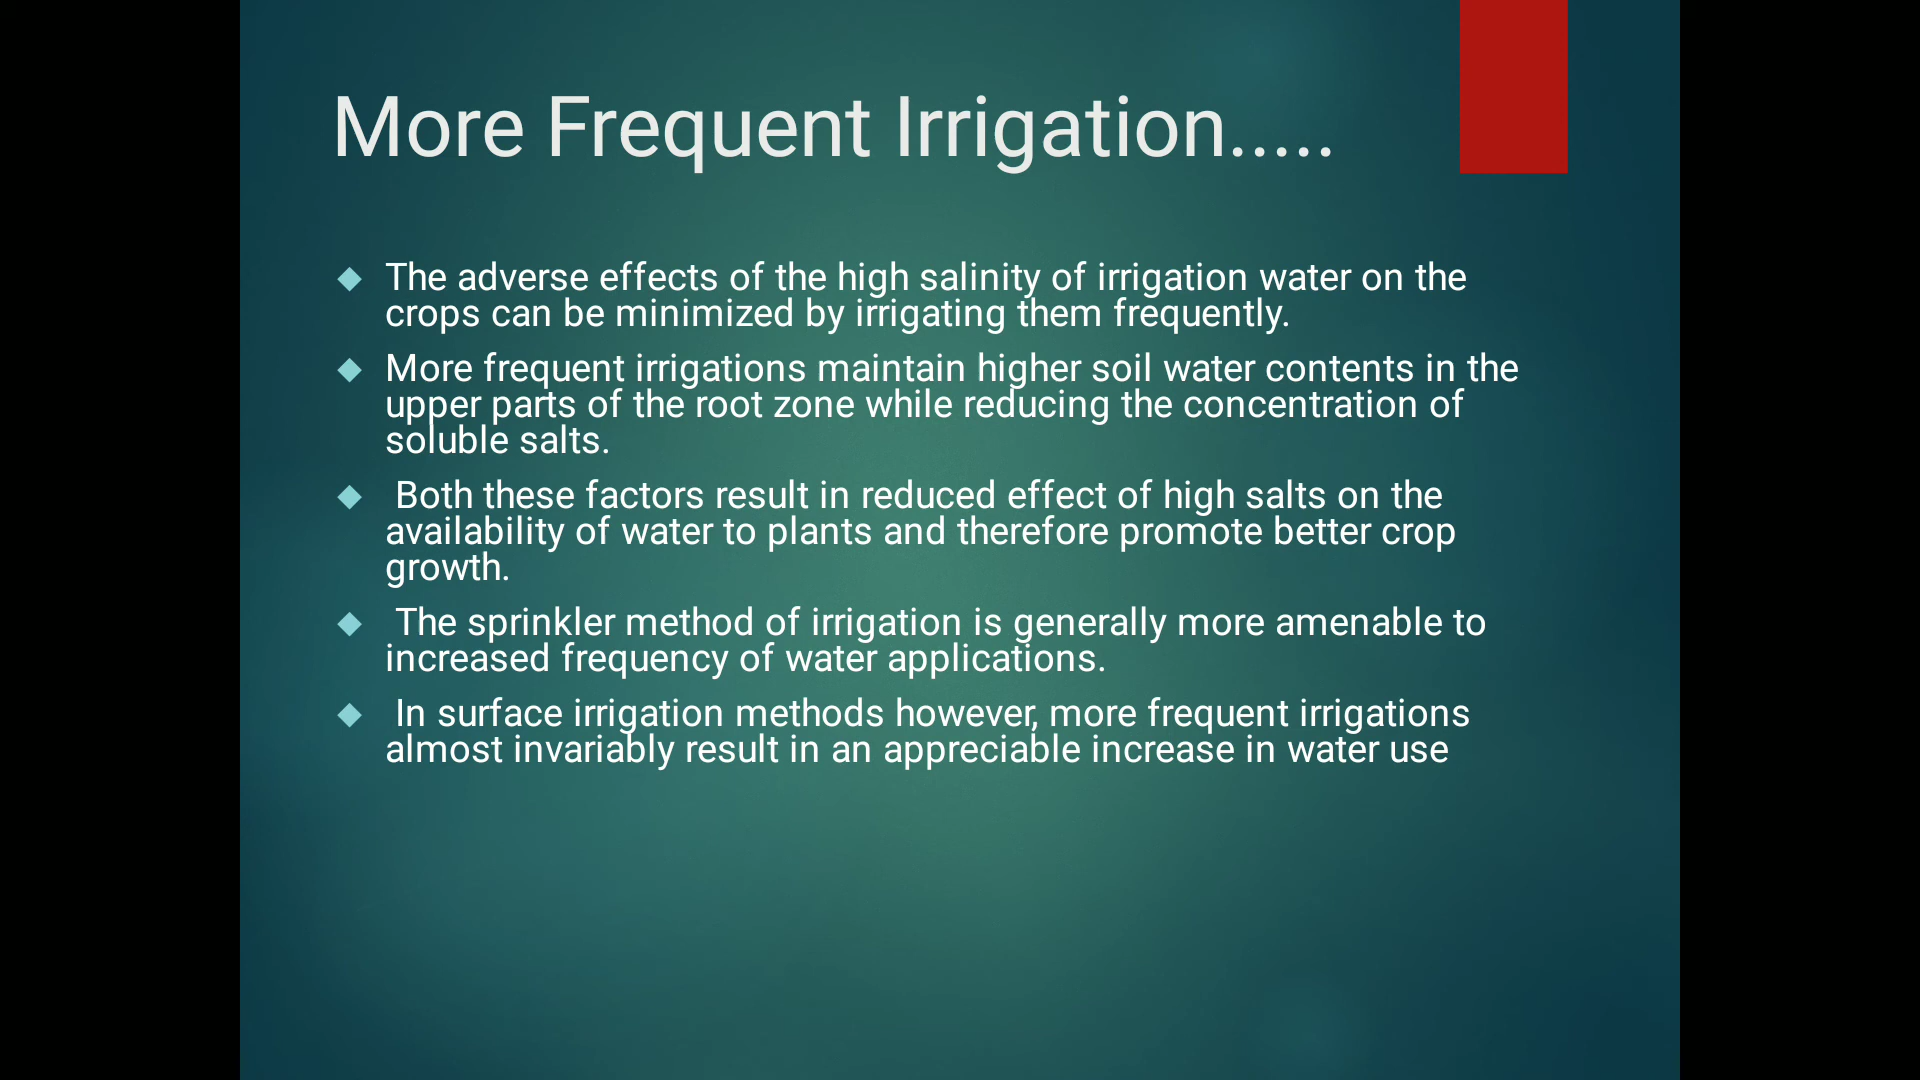 More Frequent Irrigation.....
The adverse effects of the high salinity of irrigation water on the
crops can be minimized by irrigating them frequently.
More frequent irrigations maintain higher soil water contents in the
upper parts of the root zone while reducing the concentration of
soluble salts.
Both these factors result in reduced effect of high salts on the
availability of water to plants and therefore promote better crop
growth.
The sprinkler method of irrigation is generally more amenable to
increased frequency of water applications.
In surface irrigation methods however, more frequent irrigations
almost invariably result in an appreciable increase in water use